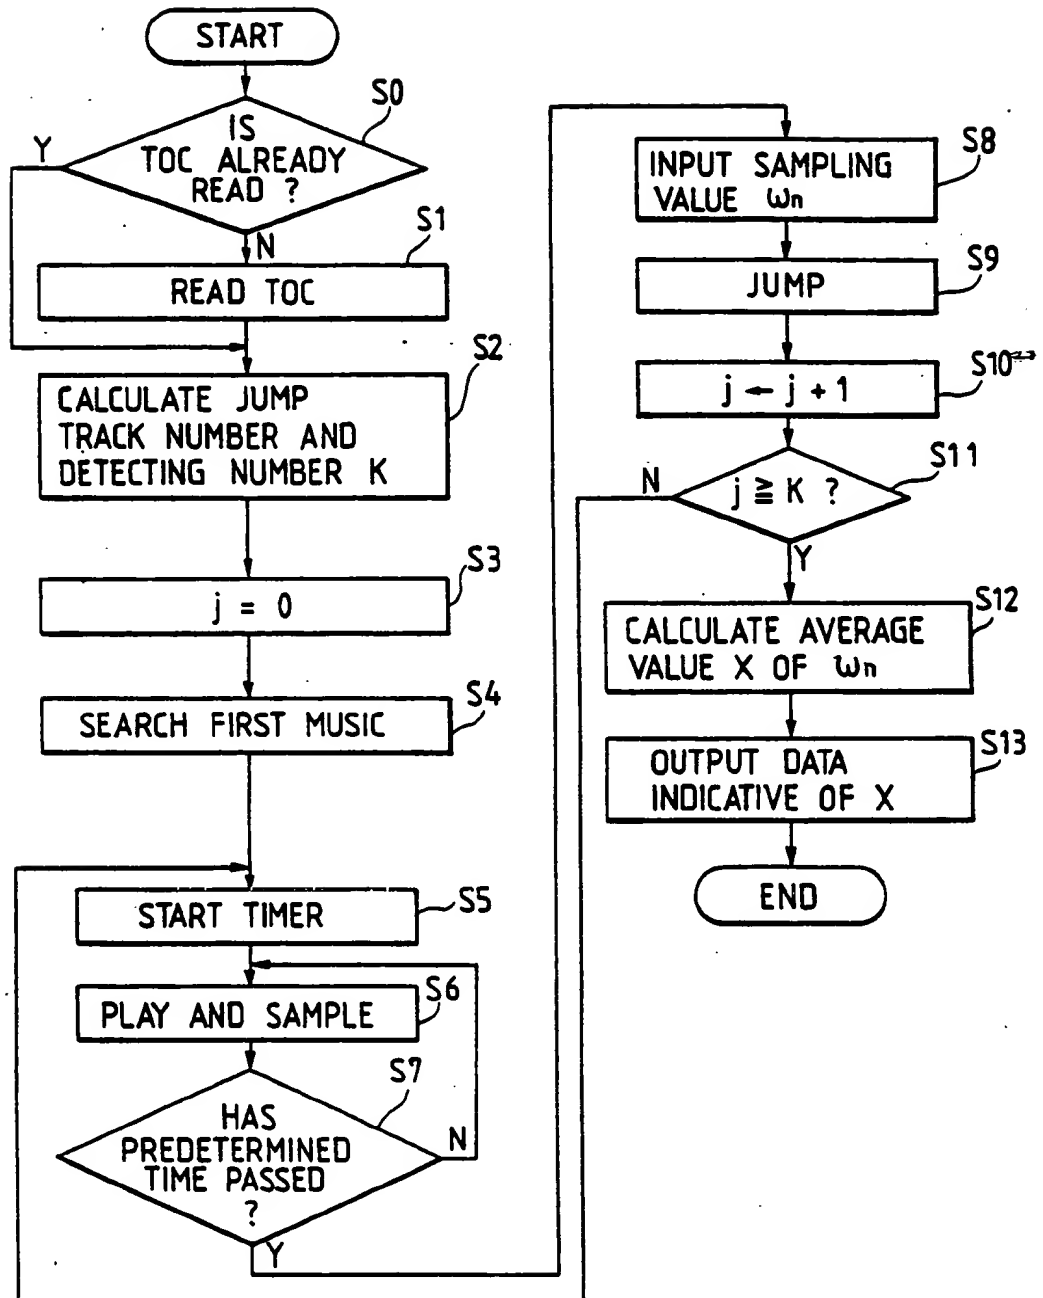 START
S0
IS
TOC ALREADY
READ ?
Y
N
S1
READ TOC
S2
CALCULATE JUMP
TRACK NUMBER AND
DETECTING NUMBER K
S3
j = 0
S4
SEARCH FIRST MUSIC
S5
START TIMER
S6
PLAY AND SAMPLE
S7
HAS
PREDETERMINED
TIME PASSED
?
N
Y
S8
INPUT SAMPLING
VALUE ωn
S9
JUMP
S10
j ← j + 1
S11
j ≧ K ?
N
Y
S12
CALCULATE AVERAGE
VALUE X OF ωn
S13
OUTPUT DATA
INDICATIVE OF X
END